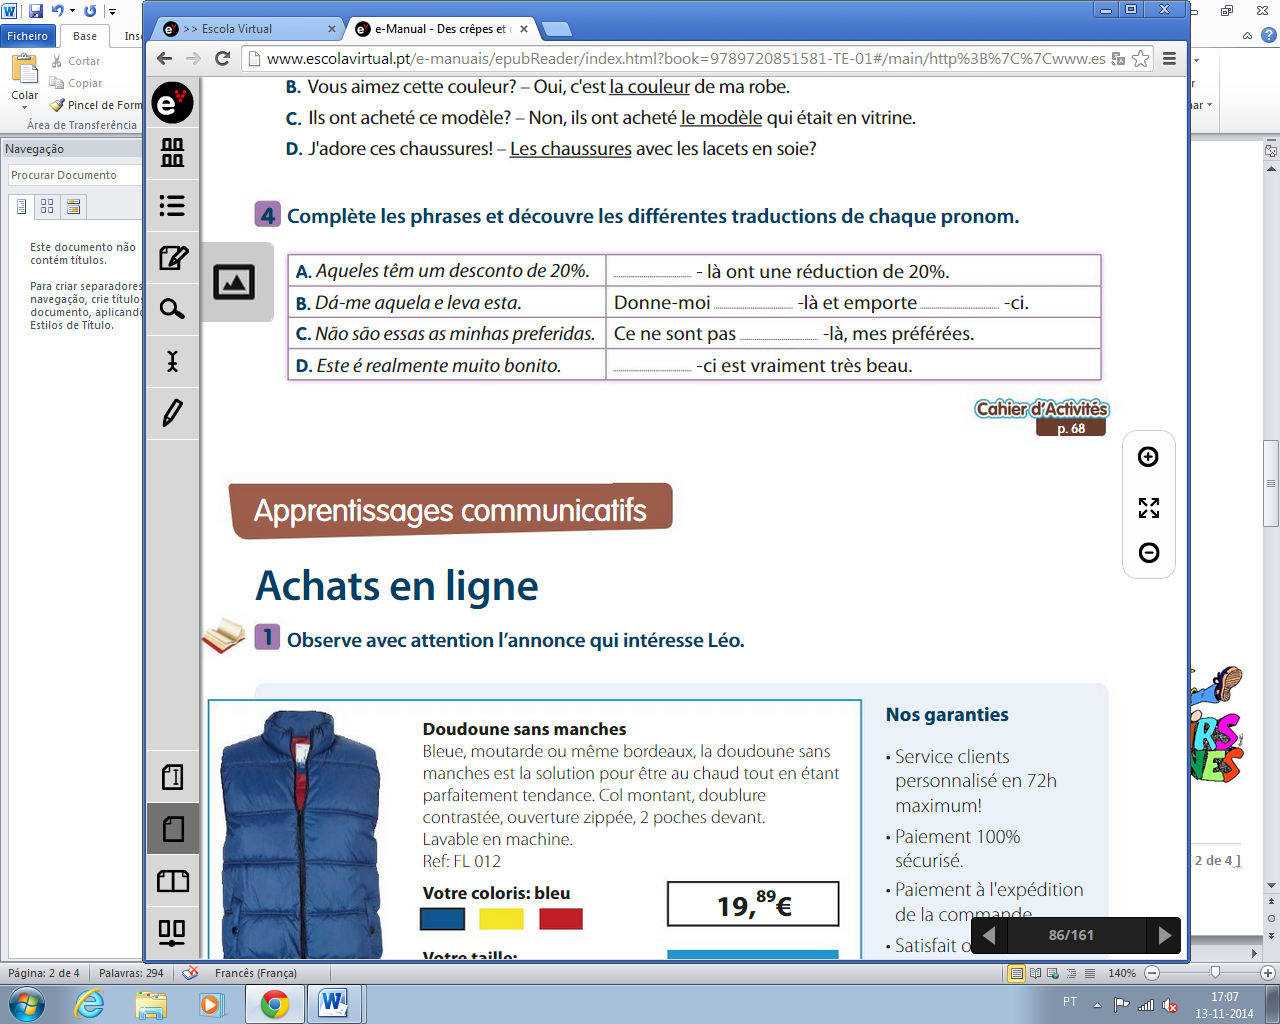 >> Escola Virtual
e-Manual - Des crêpes et
www.escolavirtual.pt/e-manuais/epubReader/index.html?book=9789720851581-TE-01#/main/http%3B%7C%7Cwww.es
Ficheiro
Base
Colar
Cortar
Copiar
Pincel de Form
Área de Transferência
Navegação
Procurar Documento
Este documento não
contém títulos.
Para criar separadores
navegação, crie títulos
documento, aplicando
Estilos de Título.
B. Vous aimez cette couleur? – Oui, c'est la couleur de ma robe.
C. Ils ont acheté ce modèle? – Non, ils ont acheté le modèle qui était en vitrine.
D. J'adore ces chaussures! – Les chaussures avec les lacets en soie?
4 Complète les phrases et découvre les différentes traductions de chaque pronom.
A. Aqueles têm um desconto de 20%. - là ont une réduction de 20%.
B. Dá-me aquela e leva esta. Donne-moi -là et emporte -ci.
C. Não são essas as minhas preferidas. Ce ne sont pas -là, mes préférées.
D. Este é realmente muito bonito. -ci est vraiment très beau.
Cahier d'Activités
p. 68
Apprentissages communicatifs
Achats en ligne
1 Observe avec attention l'annonce qui intéresse Léo.
Doudoune sans manches
Bleue, moutarde ou même bordeaux, la doudoune sans
manches est la solution pour être au chaud tout en étant
parfaitement tendance. Col montant, doublure
contrastée, ouverture zippée, 2 poches devant.
Lavable en machine.
Ref: FL 012
Votre coloris: bleu
19,89€
Votre taille:
Nos garanties
• Service clients
personnalisé en 72h
maximum!
• Paiement 100%
sécurisé.
• Paiement à l'expédition
de la commande
• Satisfait o
86/161
2 de 4 ]
Página: 2 de 4
Palavras: 294
Francês (França)
140%
PT
17:07
13-11-2014